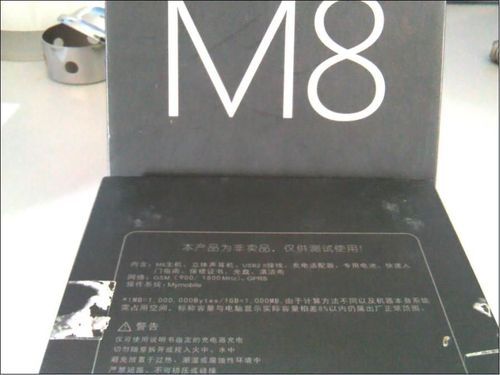 M8
本产品为非卖品，仅供测试使用！
内含：M8主机、立体声耳机、USB2.0接线、充电适配器、专用电池、快速入
门指南、保修证书、光盘、清洁布
网络：GSM（900，1800MHz），GPRS
操作系统：Mymobile
*1MB=1，000，000Bytes/1GB=1，000MB，由于计算方法不同以及机器本身系统
实占用空间，标称容量与电脑显示实际容量相差8%以内仍属出厂正常范围。
警告
仅可使用说明书指定的充电器充电
切勿随意拆开或投入火中、水中
避免放置于过热、潮湿或腐蚀性环境中
严禁短路、不可挤压或碰撞